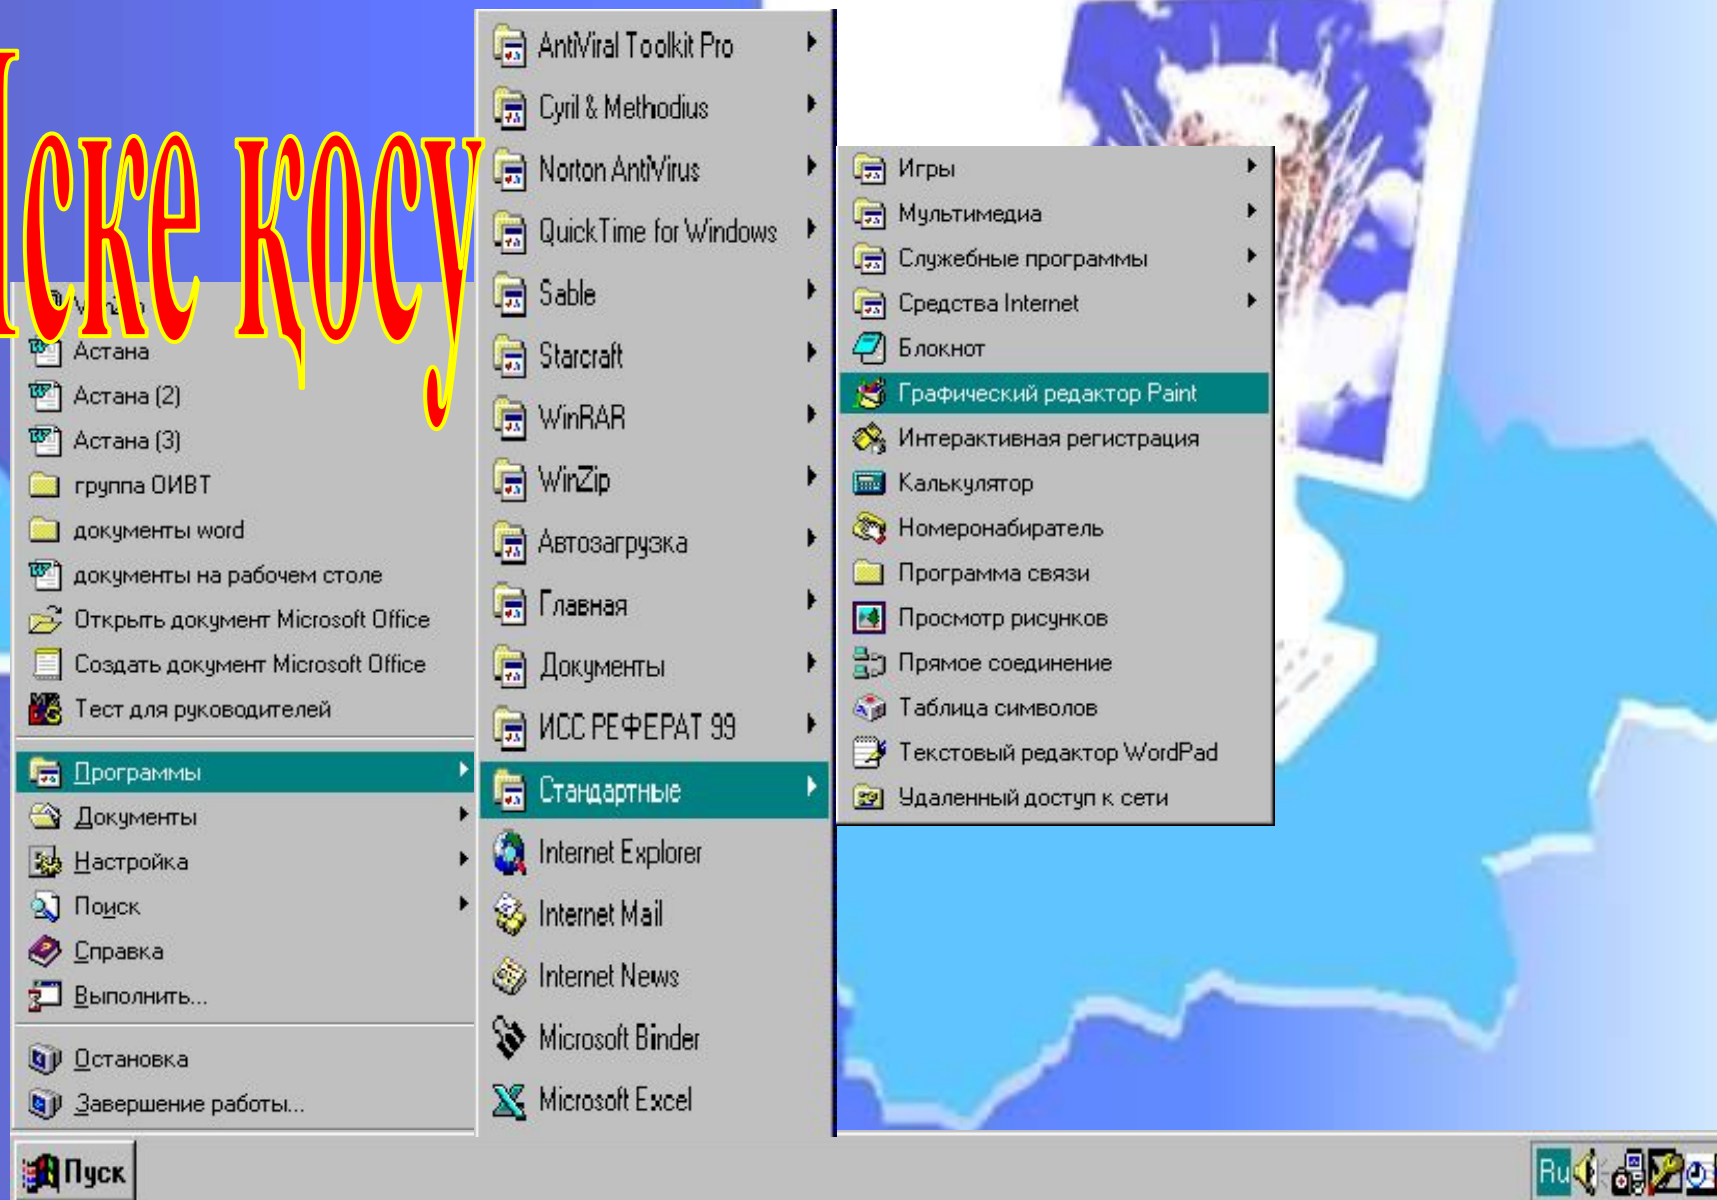 Іске қосу
WinZip
Астана
Астана (2)
Астана (3)
группа ОИВТ
документы word
документы на рабочем столе
Открыть документ Microsoft Office
Создать документ Microsoft Office
Тест для руководителей
Программы
Документы
Настройка
Поиск
Справка
Выполнить...
Остановка
Завершение работы...
AntiViral Toolkit Pro
Cyril & Methodius
Norton AntiVirus
QuickTime for Windows
Sable
Starcraft
WinRAR
WinZip
Автозагрузка
Главная
Документы
ИСС РЕФЕРАТ 99
Стандартные
Internet Explorer
Internet Mail
Internet News
Microsoft Binder
Microsoft Excel
Игры
Мультимедиа
Служебные программы
Средства Internet
Блокнот
Графический редактор Paint
Интерактивная регистрация
Калькулятор
Номеронабиратель
Программа связи
Просмотр рисунков
Прямое соединение
Таблица символов
Текстовый редактор WordPad
Удаленный доступ к сети
Пуск
Ru